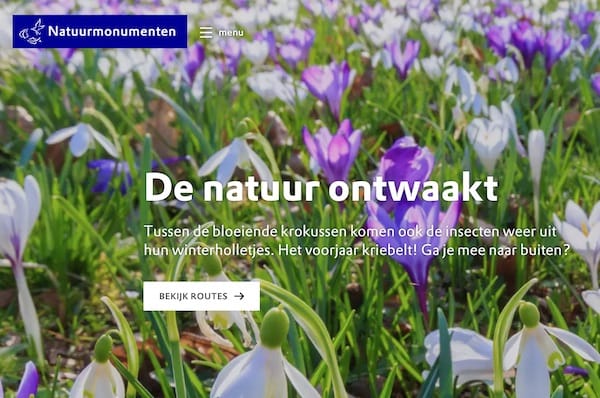 Natuurmonumenten
menu
De natuur ontwaakt
Tussen de bloeiende krokussen komen ook de insecten weer uit
hun winterholletjes. Het voorjaar kriebelt! Ga je mee naar buiten?
BEKIJK ROUTES